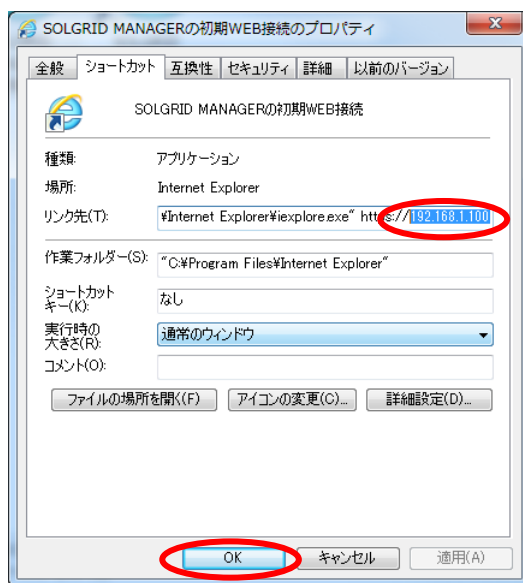 SOLGRID MANAGERの初期WEB接続のプロパティ
全般 ショートカット 互換性 セキュリティ 詳細 以前のバージョン
SOLGRID MANAGERの初期WEB接続
種類: アプリケーション
場所: Internet Explorer
リンク先(T): ¥Internet Explorer¥iexplore.exe" https://192.168.1.100
作業フォルダー(S): "C:¥Program Files¥Internet Explorer"
ショートカット
キー(K): なし
実行時の
大きさ(R): 通常のウィンドウ
コメント(O):
ファイルの場所を開く(F) アイコンの変更(C)... 詳細設定(D)...
OK キャンセル 適用(A)